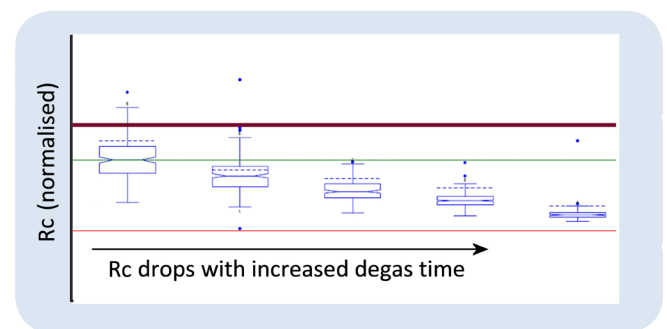 Rc (normalised)
Rc drops with increased degas time